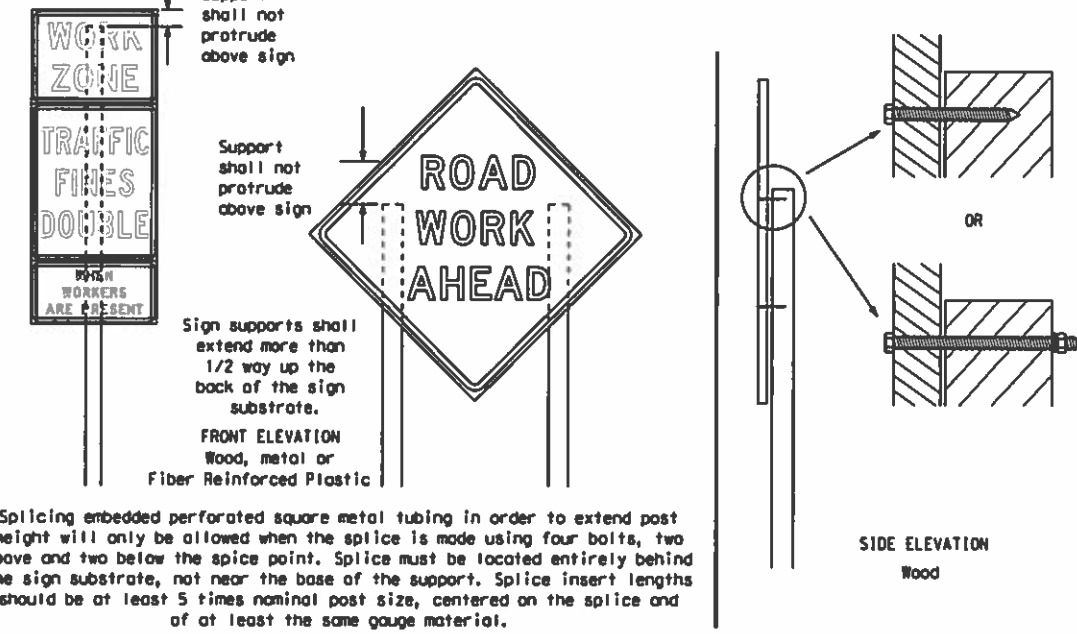 shall not
protrude
above sign
WORK
ZONE
TRAFFIC
FINES
DOUBLE
WHEN
WORKERS
ARE PRESENT
Support
shall not
protrude
above sign
ROAD
WORK
AHEAD
Sign supports shall
extend more than
1/2 way up the
back of the sign
substrate.
FRONT ELEVATION
Wood, metal or
Fiber Reinforced Plastic
OR
SIDE ELEVATION
Wood
Splicing embedded perforated square metal tubing in order to extend post
eight will only be allowed when the splice is made using four bolts, two
ove and two below the spice point. Splice must be located entirely behind
e sign substrate, not near the base of the support. Splice insert lengths
should be at least 5 times nominal post size, centered on the splice and
of at least the same gauge material.